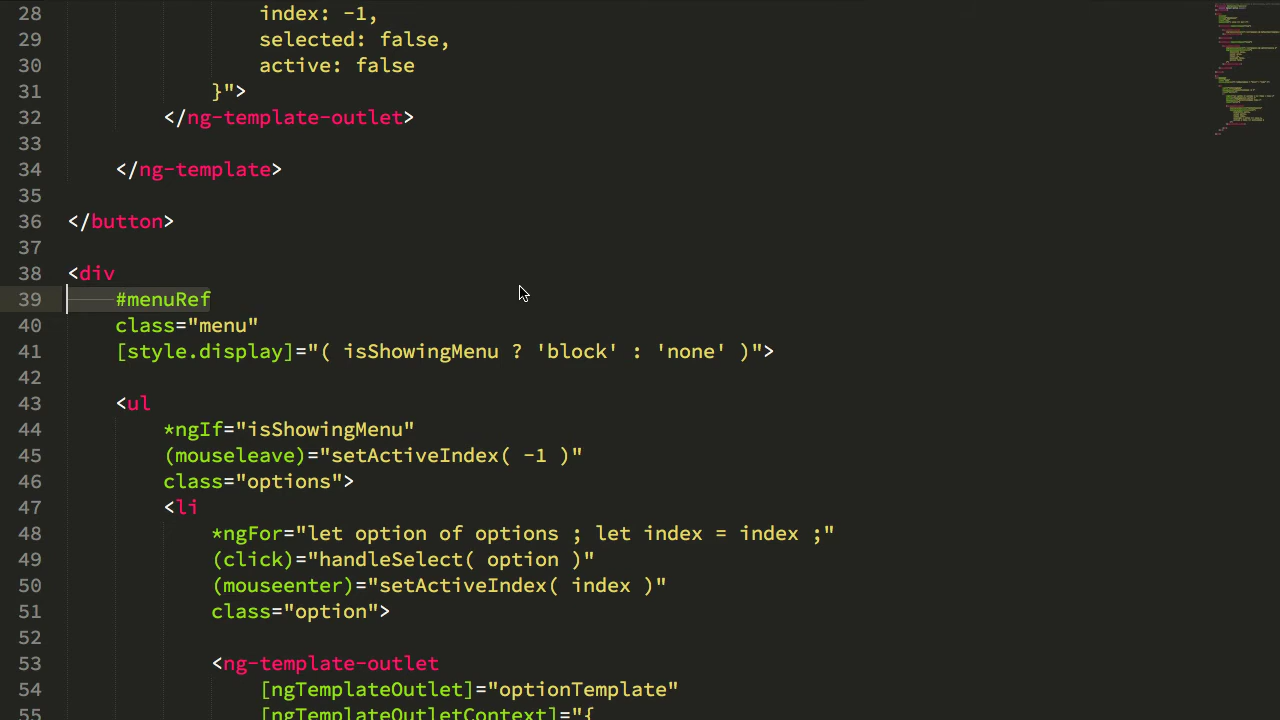 28 index: -1,
29 selected: false,
30 active: false
31 }">
32 </ng-template-outlet>
33
34 </ng-template>
35
36 </button>
37
38 <div
39 #menuRef
40 class="menu"
41 [style.display]="( isShowingMenu ? 'block' : 'none' )">
42
43 <ul
44 *ngIf="isShowingMenu"
45 (mouseleave)="setActiveIndex( -1 )"
46 class="options">
47 <li
48 *ngFor="let option of options ; let index = index ;"
49 (click)="handleSelect( option )"
50 (mouseenter)="setActiveIndex( index )"
51 class="option">
52
53 <ng-template-outlet
54 [ngTemplateOutlet]="optionTemplate"
55 [ngTemplateOutletContext]="{